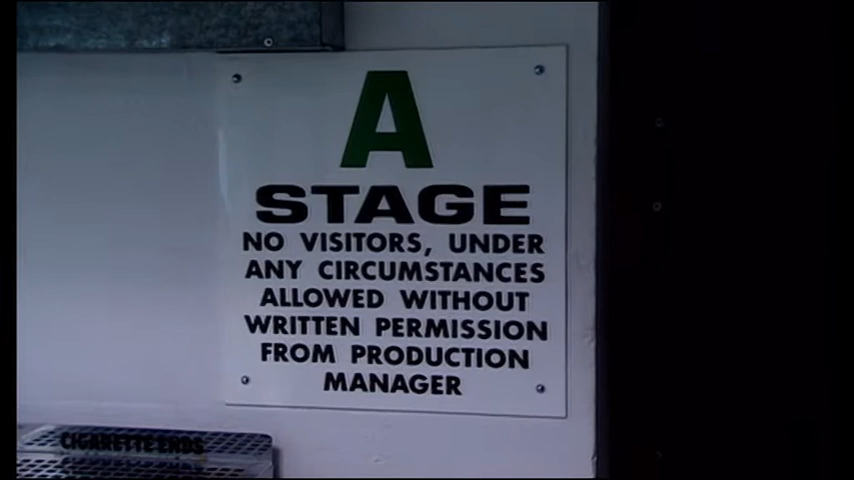 A
STAGE
NO VISITORS, UNDER
ANY CIRCUMSTANCES
ALLOWED WITHOUT
WRITTEN PERMISSION
FROM PRODUCTION
MANAGER
CIGARETTE ENDS